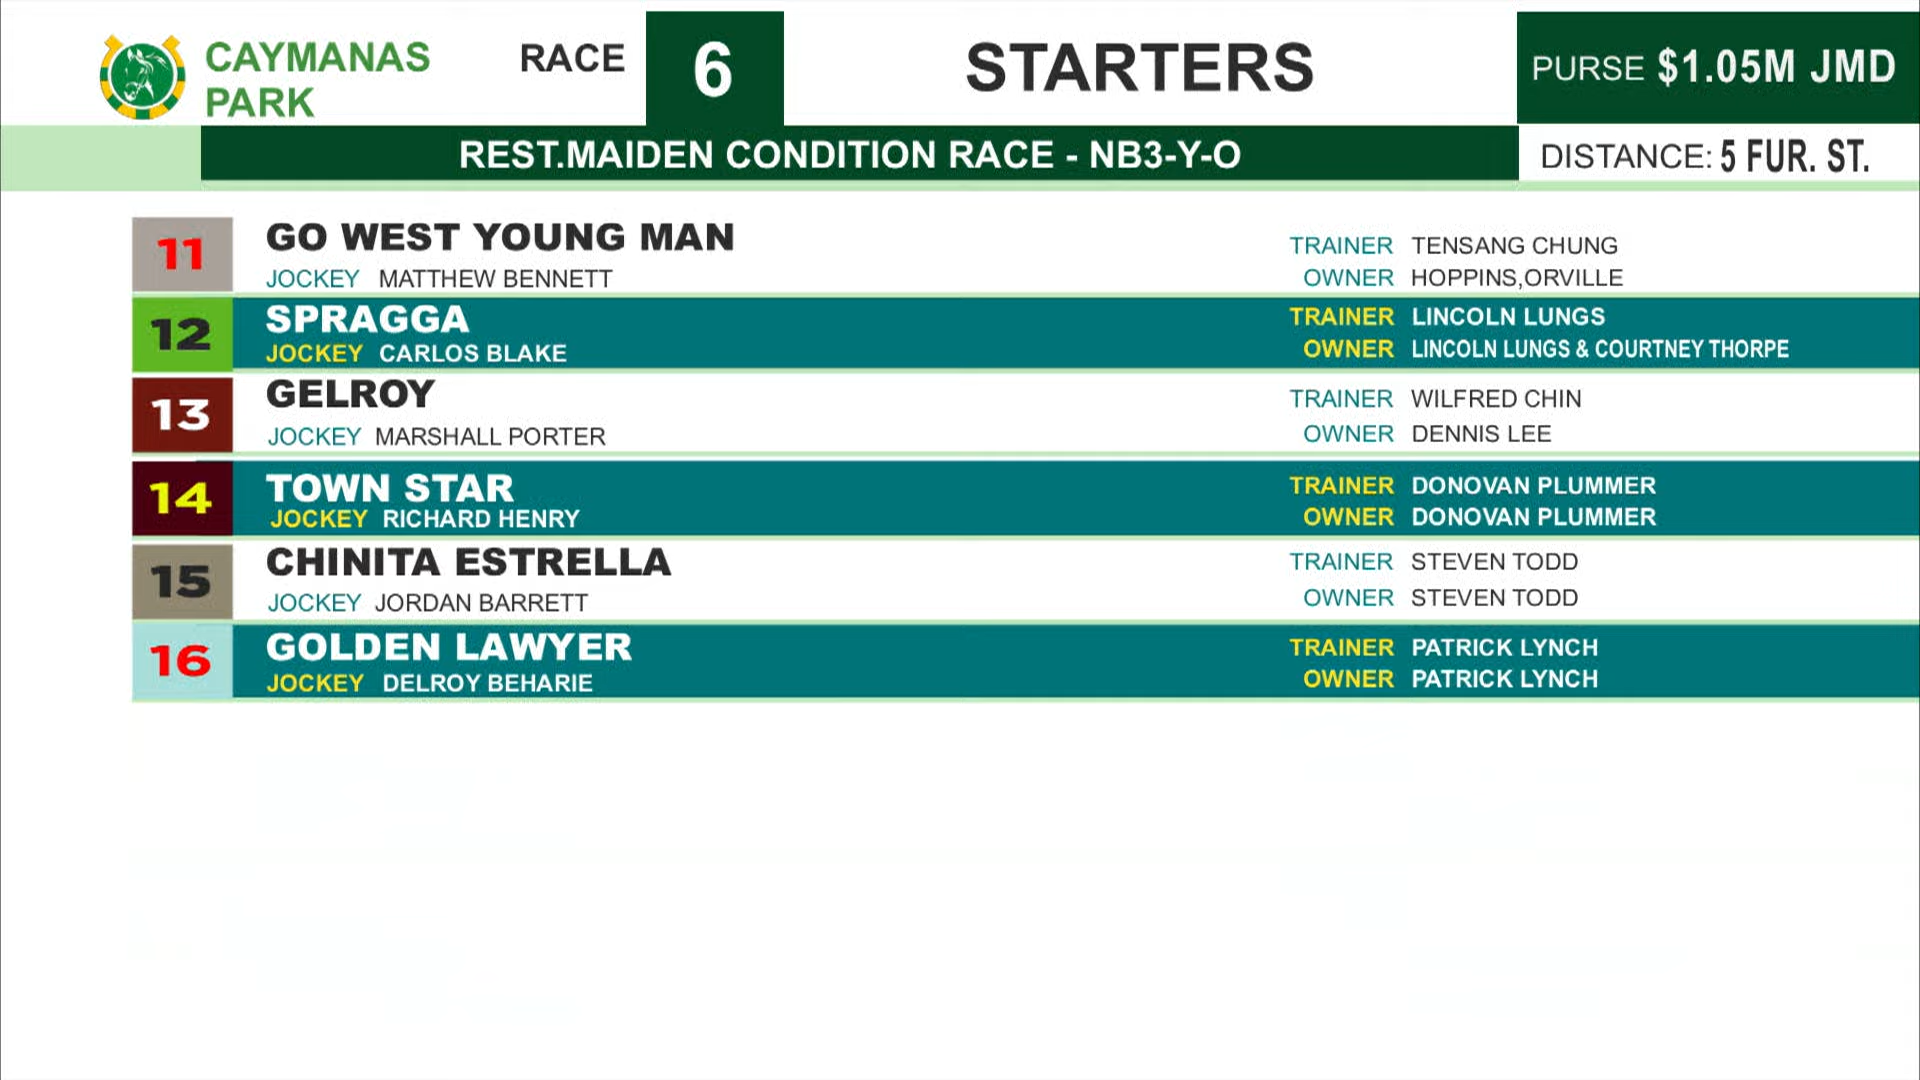 CAYMANAS
PARK
RACE 6 STARTERS PURSE $1.05M JMD
REST.MAIDEN CONDITION RACE - NB3-Y-O DISTANCE: 5 FUR. ST.
11 GO WEST YOUNG MAN TRAINER TENSANG CHUNG
JOCKEY MATTHEW BENNETT OWNER HOPPINS,ORVILLE
12 SPRAGGA TRAINER LINCOLN LUNGS
JOCKEY CARLOS BLAKE OWNER LINCOLN LUNGS & COURTNEY THORPE
13 GELROY TRAINER WILFRED CHIN
JOCKEY MARSHALL PORTER OWNER DENNIS LEE
14 TOWN STAR TRAINER DONOVAN PLUMMER
JOCKEY RICHARD HENRY OWNER DONOVAN PLUMMER
15 CHINITA ESTRELLA TRAINER STEVEN TODD
JOCKEY JORDAN BARRETT OWNER STEVEN TODD
16 GOLDEN LAWYER TRAINER PATRICK LYNCH
JOCKEY DELROY BEHARIE OWNER PATRICK LYNCH